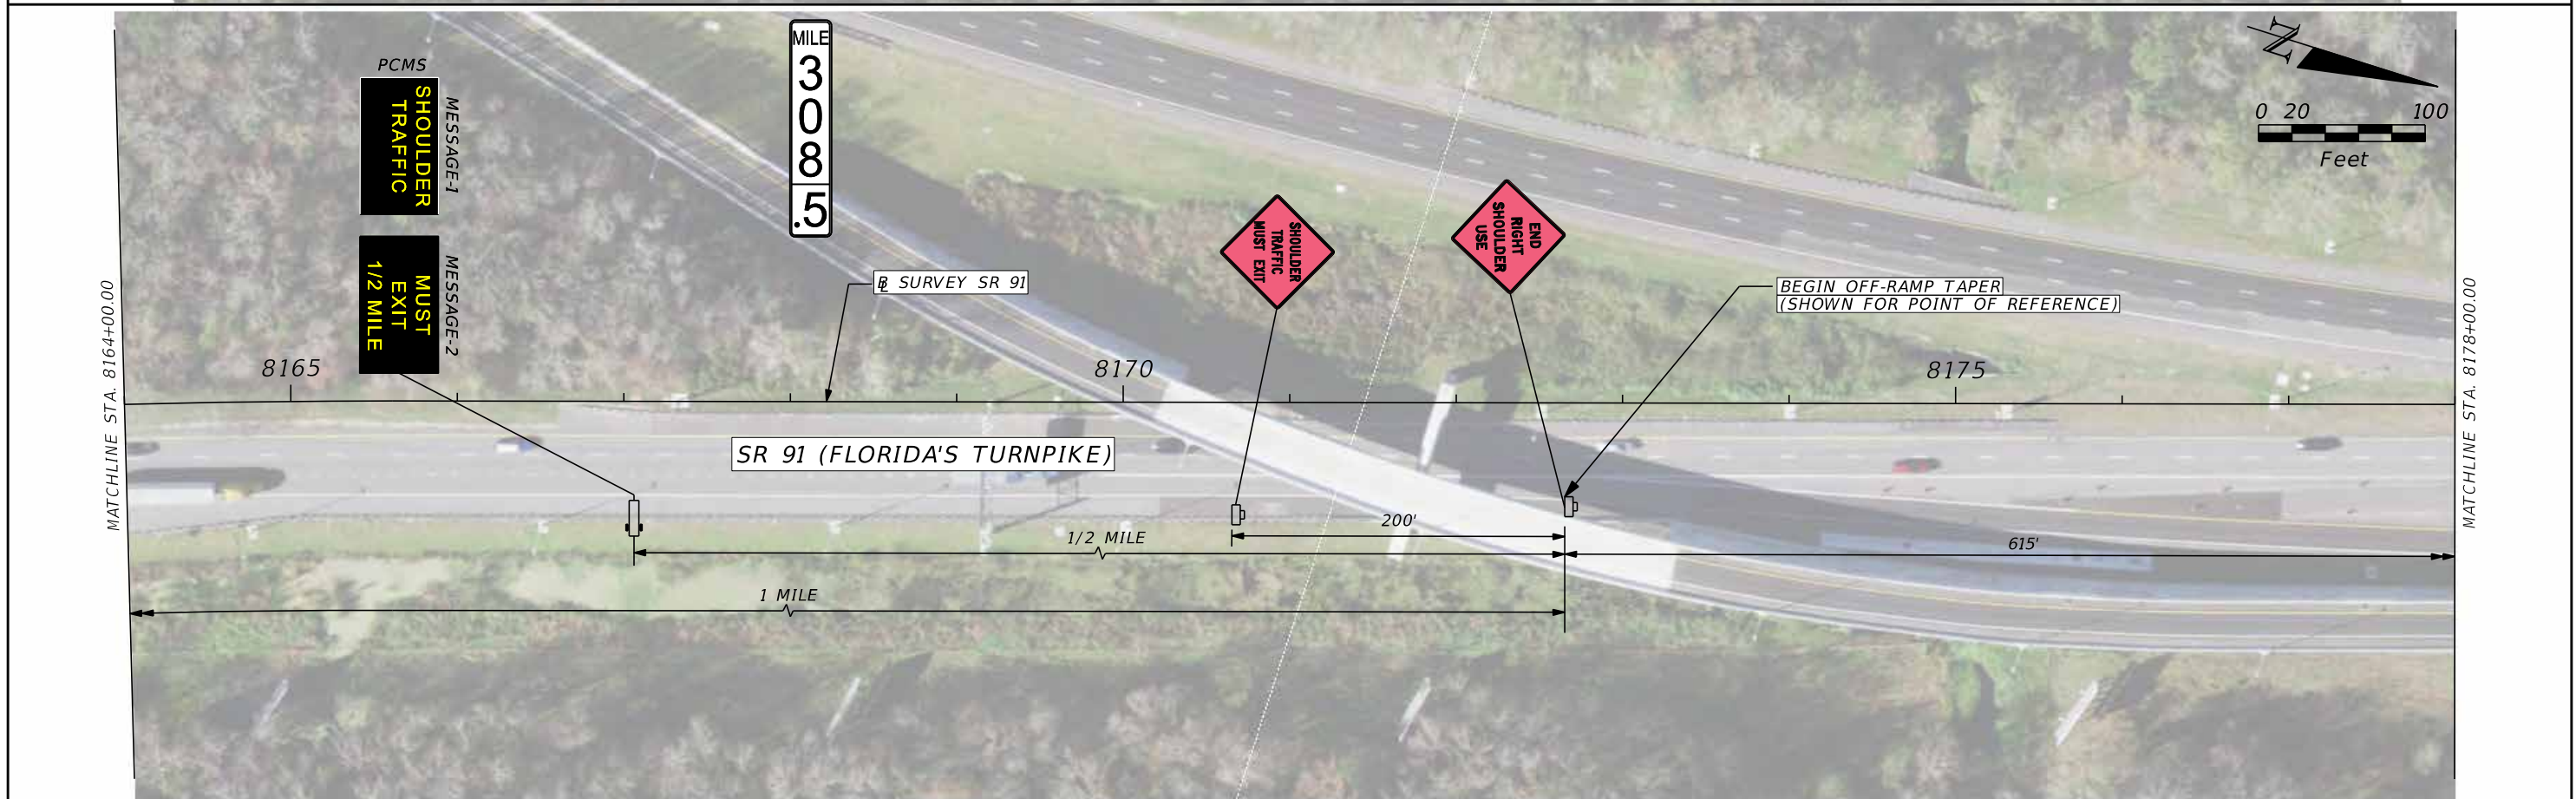 PCMS
SHOULDER
TRAFFIC
MESSAGE-1
MUST
EXIT
1/2 MILE
MESSAGE-2
MILE
3
0
8
.5
SHOULDER
TRAFFIC
MUST EXIT
END
RIGHT
SHOULDER
USE
N
0 20 100
Feet
BL SURVEY SR 91
BEGIN OFF-RAMP TAPER
(SHOWN FOR POINT OF REFERENCE)
MATCHLINE STA. 8164+00.00
8165
8170
8175
MATCHLINE STA. 8178+00.00
SR 91 (FLORIDA'S TURNPIKE)
200'
1/2 MILE
615'
1 MILE